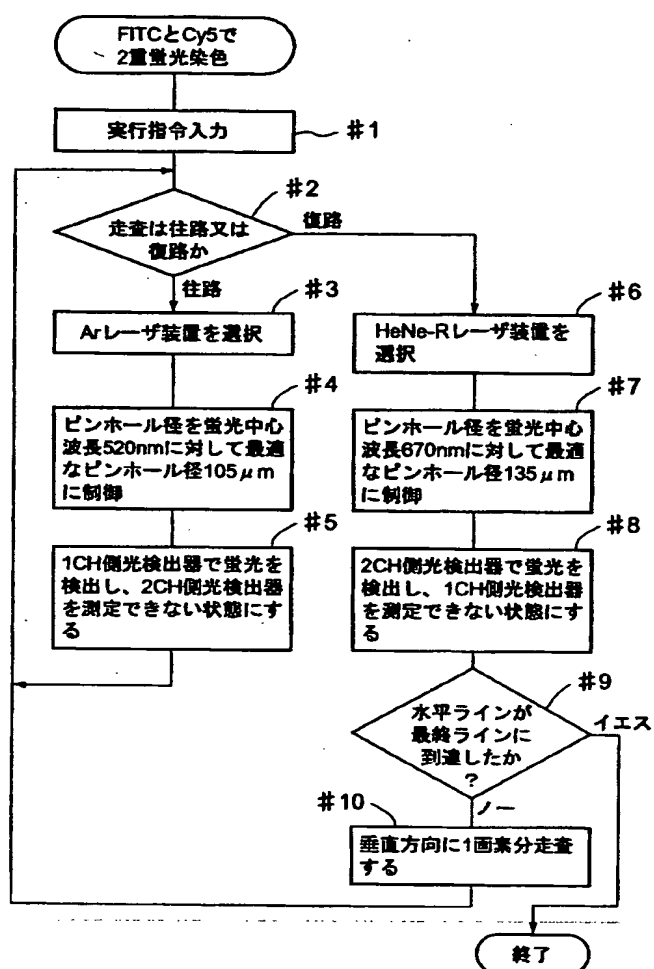 FITCとCy5で
2重蛍光染色
実行指令入力
#1
#2
走査は往路又は
復路か
復路
往路
#3
Arレーザ装置を選択
#4
ピンホール径を蛍光中心
波長520nmに対して最適
なピンホール径105μm
に制御
#5
1CH側光検出器で蛍光を
検出し、2CH側光検出器
を測定できない状態にす
る
#6
HeNe-Rレーザ装置を
選択
#7
ピンホール径を蛍光中心
波長670nmに対して最適
なピンホール径135μm
に制御
#8
2CH側光検出器で蛍光を
検出し、1CH側光検出器
を測定できない状態にす
る
#9
水平ラインが
最終ラインに
到達したか
?
イエス
ノー
#10
垂直方向に1画素分走査
する
終了